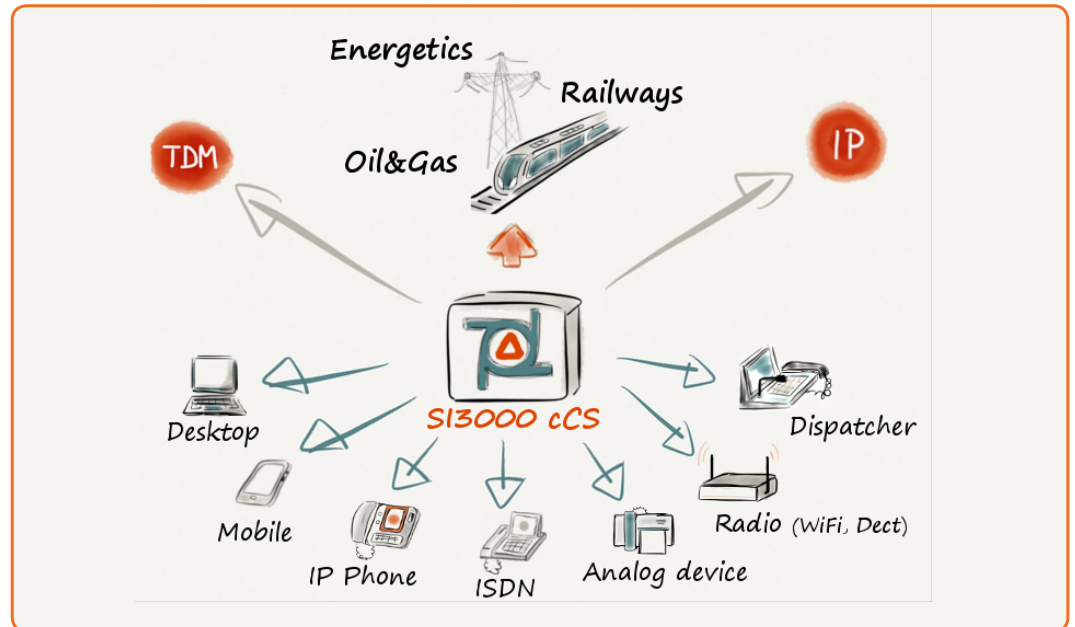 Energetics
Railways
Oil&Gas
TDM
IP
SI3000 cCS
Desktop
Dispatcher
Mobile
Radio (WiFi, Dect)
IP Phone
ISDN
Analog device